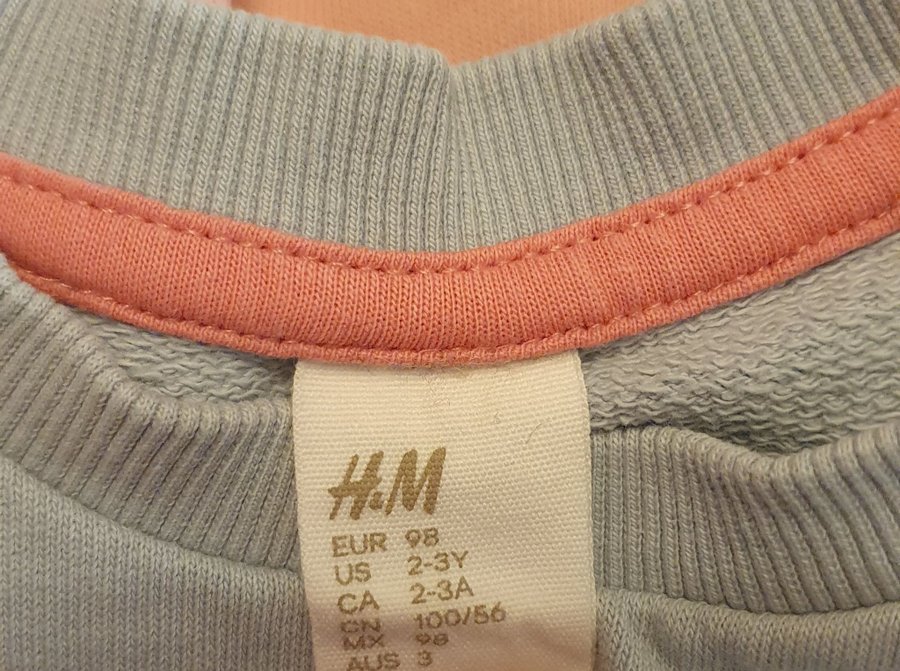 H&M
EUR 98
US 2-3Y
CA 2-3A
CN 100/56
MX 98
AUS 3